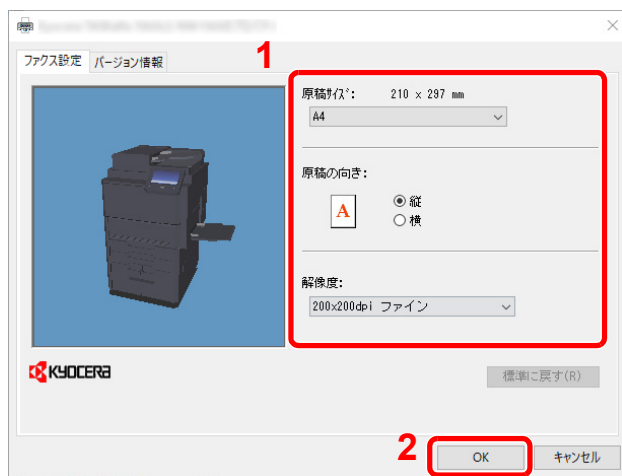 ファクス設定 バージョン情報
1
原稿ｻｲｽﾞ: 210 x 297 mm
A4
原稿の向き:
A
縦
横
解像度:
200x200dpi ファイン
KYOCERA
標準に戻す(R)
2
OK キャンセル